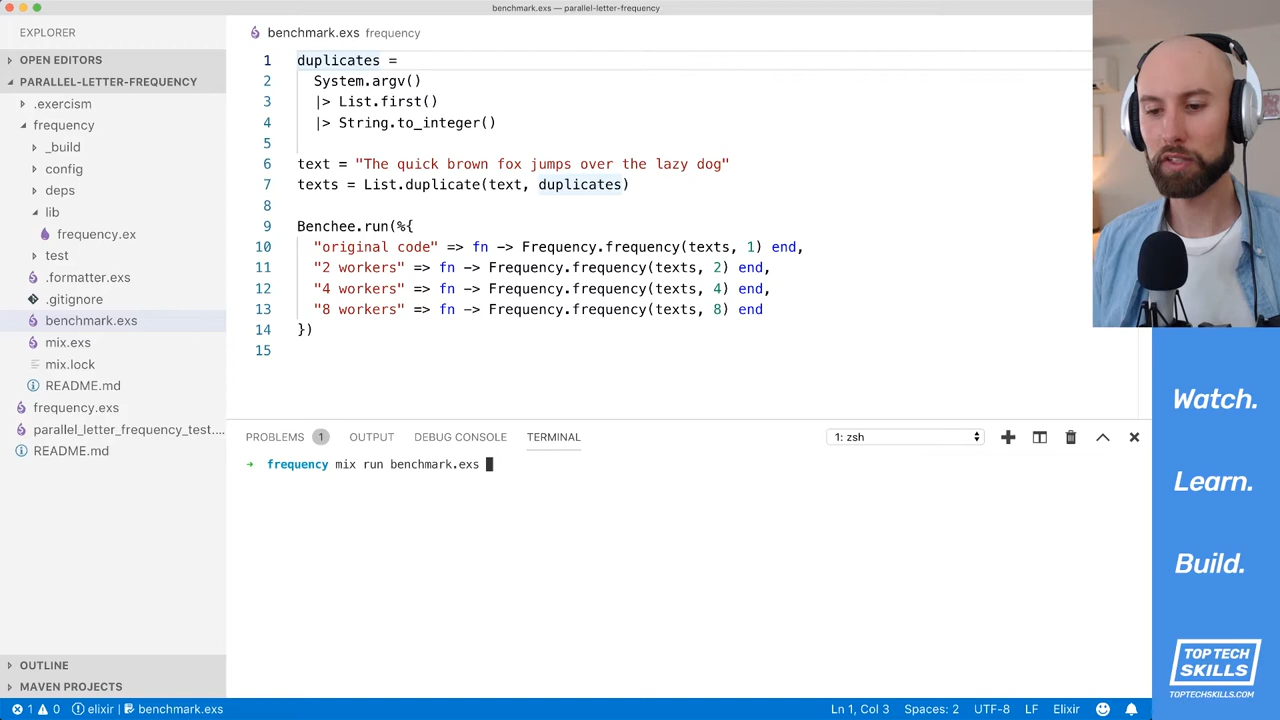 benchmark.exs — parallel-letter-frequency
EXPLORER
OPEN EDITORS
PARALLEL-LETTER-FREQUENCY
.exercism
frequency
_build
config
deps
lib
frequency.ex
test
.formatter.exs
.gitignore
benchmark.exs
mix.exs
mix.lock
README.md
frequency.exs
parallel_letter_frequency_test....
README.md
OUTLINE
MAVEN PROJECTS
benchmark.exs frequency
1 duplicates =
2 System.argv()
3 |> List.first()
4 |> String.to_integer()
5
6 text = "The quick brown fox jumps over the lazy dog"
7 texts = List.duplicate(text, duplicates)
8
9 Benchee.run(%{
10 "original code" => fn -> Frequency.frequency(texts, 1) end,
11 "2 workers" => fn -> Frequency.frequency(texts, 2) end,
12 "4 workers" => fn -> Frequency.frequency(texts, 4) end,
13 "8 workers" => fn -> Frequency.frequency(texts, 8) end
14 })
15
PROBLEMS 1 OUTPUT DEBUG CONSOLE TERMINAL 1: zsh
→ frequency mix run benchmark.exs
Watch.
Learn.
Build.
TOP TECH
SKILLS
TOPTECHSKILLS.COM
1 0 elixir | benchmark.exs Ln 1, Col 3 Spaces: 2 UTF-8 LF Elixir